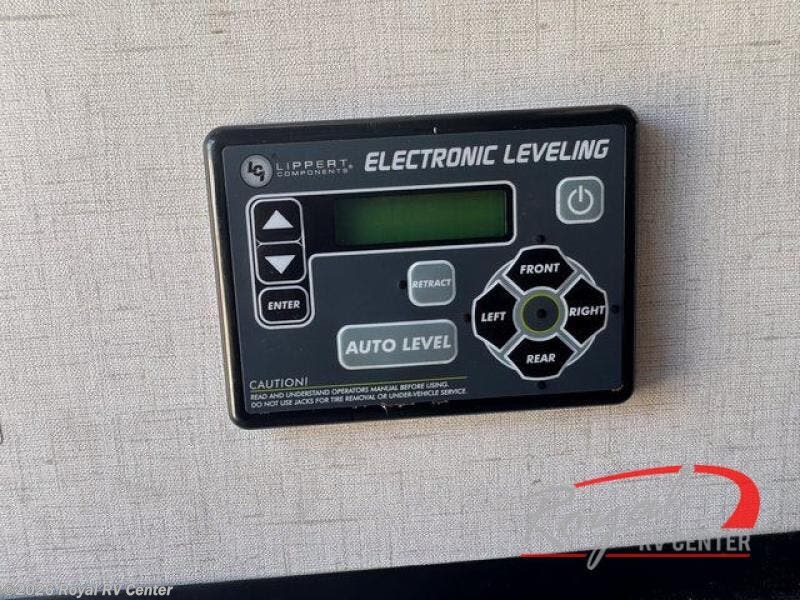 LCI LIPPERT COMPONENTS® ELECTRONIC LEVELING
FRONT
RETRACT
ENTER
LEFT
RIGHT
AUTO LEVEL
REAR
CAUTION!
READ AND UNDERSTAND OPERATORS MANUAL BEFORE USING.
DO NOT USE JACKS FOR TIRE REMOVAL OR UNDER-VEHICLE SERVICE.
Royal
RV CENTER
© 2026 Royal RV Center